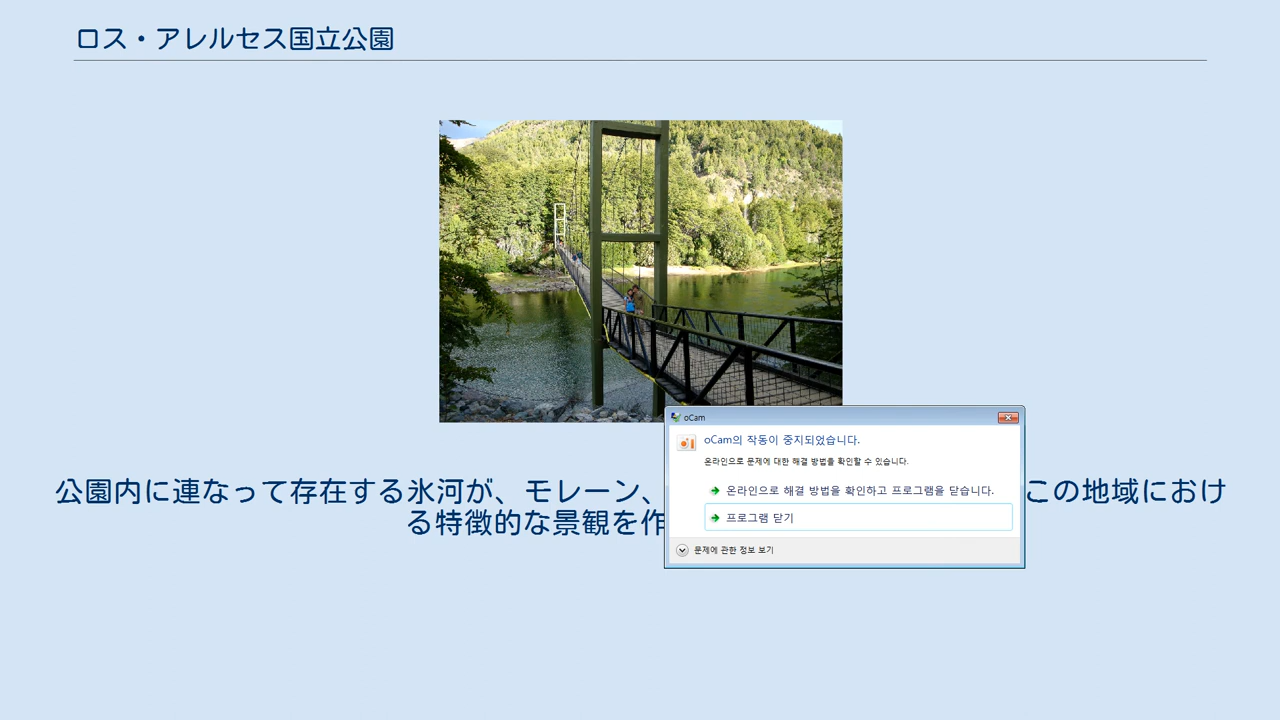 ロス・アレルセス国立公園
oCam
oCam의 작동이 중지되었습니다.
온라인으로 문제에 대한 해결 방법을 확인할 수 있습니다.
온라인으로 해결 방법을 확인하고 프로그램을 닫습니다.
프로그램 닫기
문제에 관한 정보 보기
公園内に連なって存在する氷河が、モレーン、 この地域におけ
る特徴的な景観を作